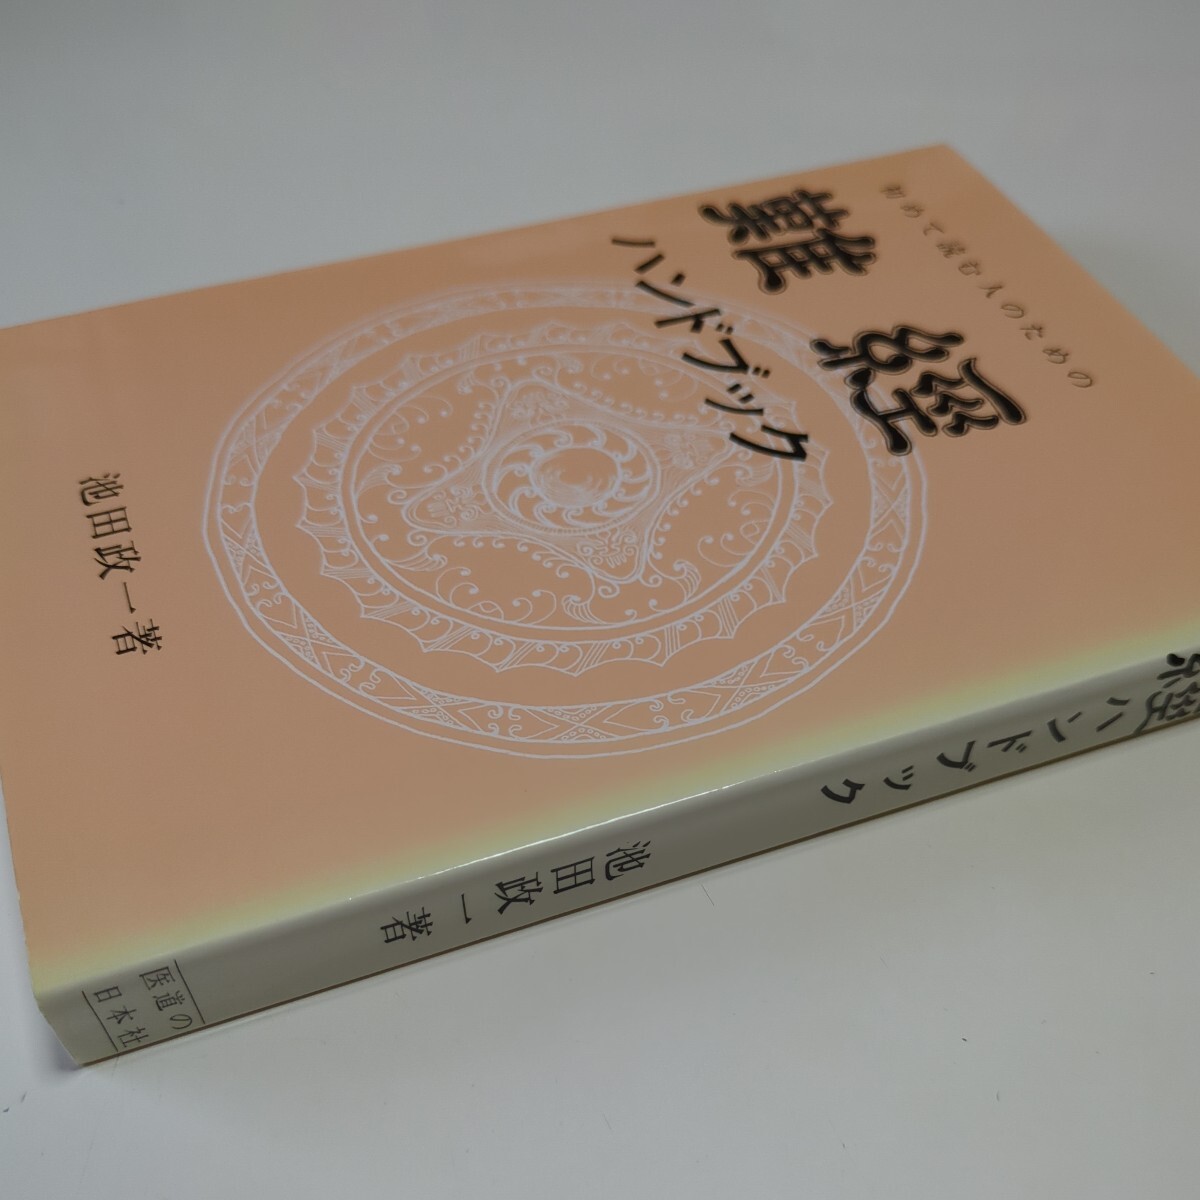 初めて読む人のための
難經
ハンドブック
池田政一著
經ハンドブック
池田政一著
医道の
日本社